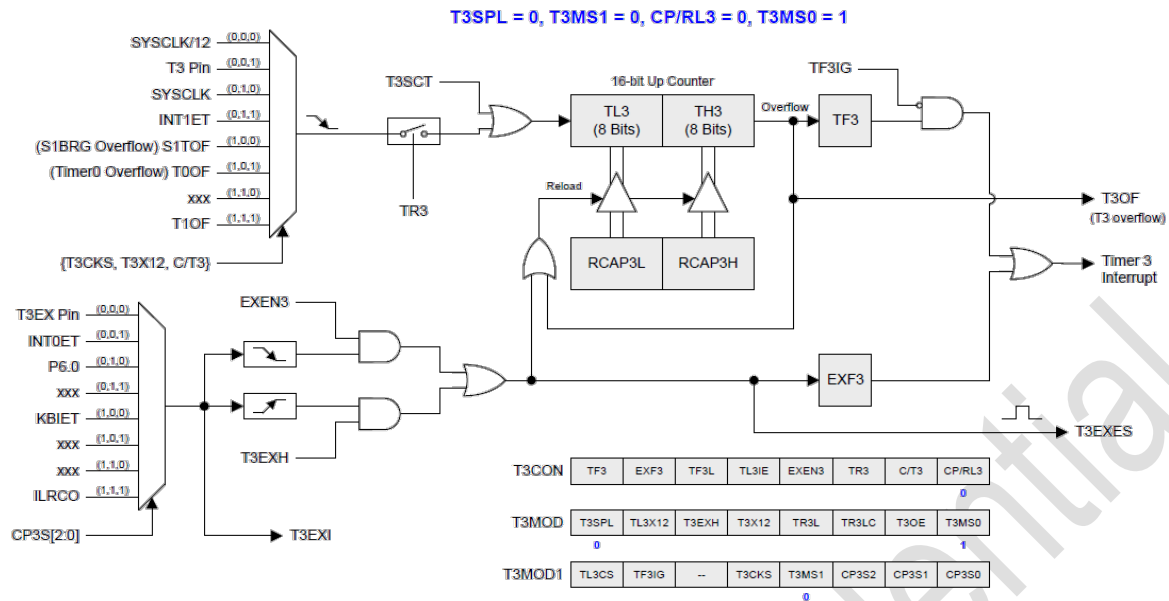 T3SPL = 0, T3MS1 = 0, CP/RL3 = 0, T3MS0 = 1
SYSCLK/12 (0,0,0)
T3 Pin (0,0,1)
SYSCLK (0,1,0)
INT1ET (0,1,1)
(S1BRG Overflow) S1TOF (1,0,0)
(Timer0 Overflow) T0OF (1,0,1)
xxx (1,1,0)
T1OF (1,1,1)
{T3CKS, T3X12, C/T3}
TR3
T3SCT
16-bit Up Counter
TL3
(8 Bits)
TH3
(8 Bits)
Overflow
TF3IG
TF3
Reload
RCAP3L
RCAP3H
T3OF
(T3 overflow)
Timer 3
Interrupt
T3EX Pin (0,0,0)
INT0ET (0,0,1)
P6.0 (0,1,0)
xxx (0,1,1)
KBIET (1,0,0)
xxx (1,0,1)
xxx (1,1,0)
ILRCO (1,1,1)
CP3S[2:0]
EXEN3
T3EXH
T3EXI
EXF3
T3EXES
T3CON TF3 EXF3 TF3L TL3IE EXEN3 TR3 C/T3 CP/RL3
0
T3MOD T3SPL TL3X12 T3EXH T3X12 TR3L TR3LC T3OE T3MS0
0 1
T3MOD1 TL3CS TF3IG -- T3CKS T3MS1 CP3S2 CP3S1 CP3S0
0